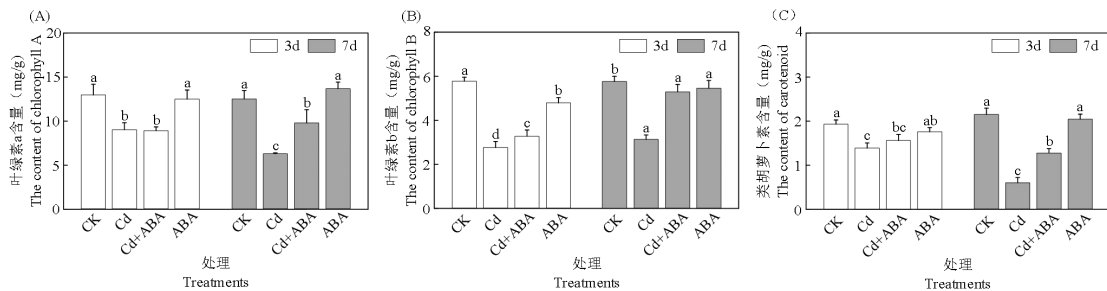 (A)
叶绿素a含量（mg/g）
The content of chlorophyll A
20
15
10
5
0
3d 7d
a b b a a c b a
CK Cd Cd+ABA ABA CK Cd Cd+ABA ABA
处理
Treatments
(B)
叶绿素b含量（mg/g）
The content of chlorophyll B
8
6
4
2
0
3d 7d
a d c b b a a a
CK Cd Cd+ABA ABA CK Cd Cd+ABA ABA
处理
Treatments
(C)
类胡萝卜素含量（mg/g）
The content of carotenoid
4
3
2
1
0
3d 7d
a c bc ab a c b a
CK Cd Cd+ABA ABA CK Cd Cd+ABA ABA
处理
Treatments